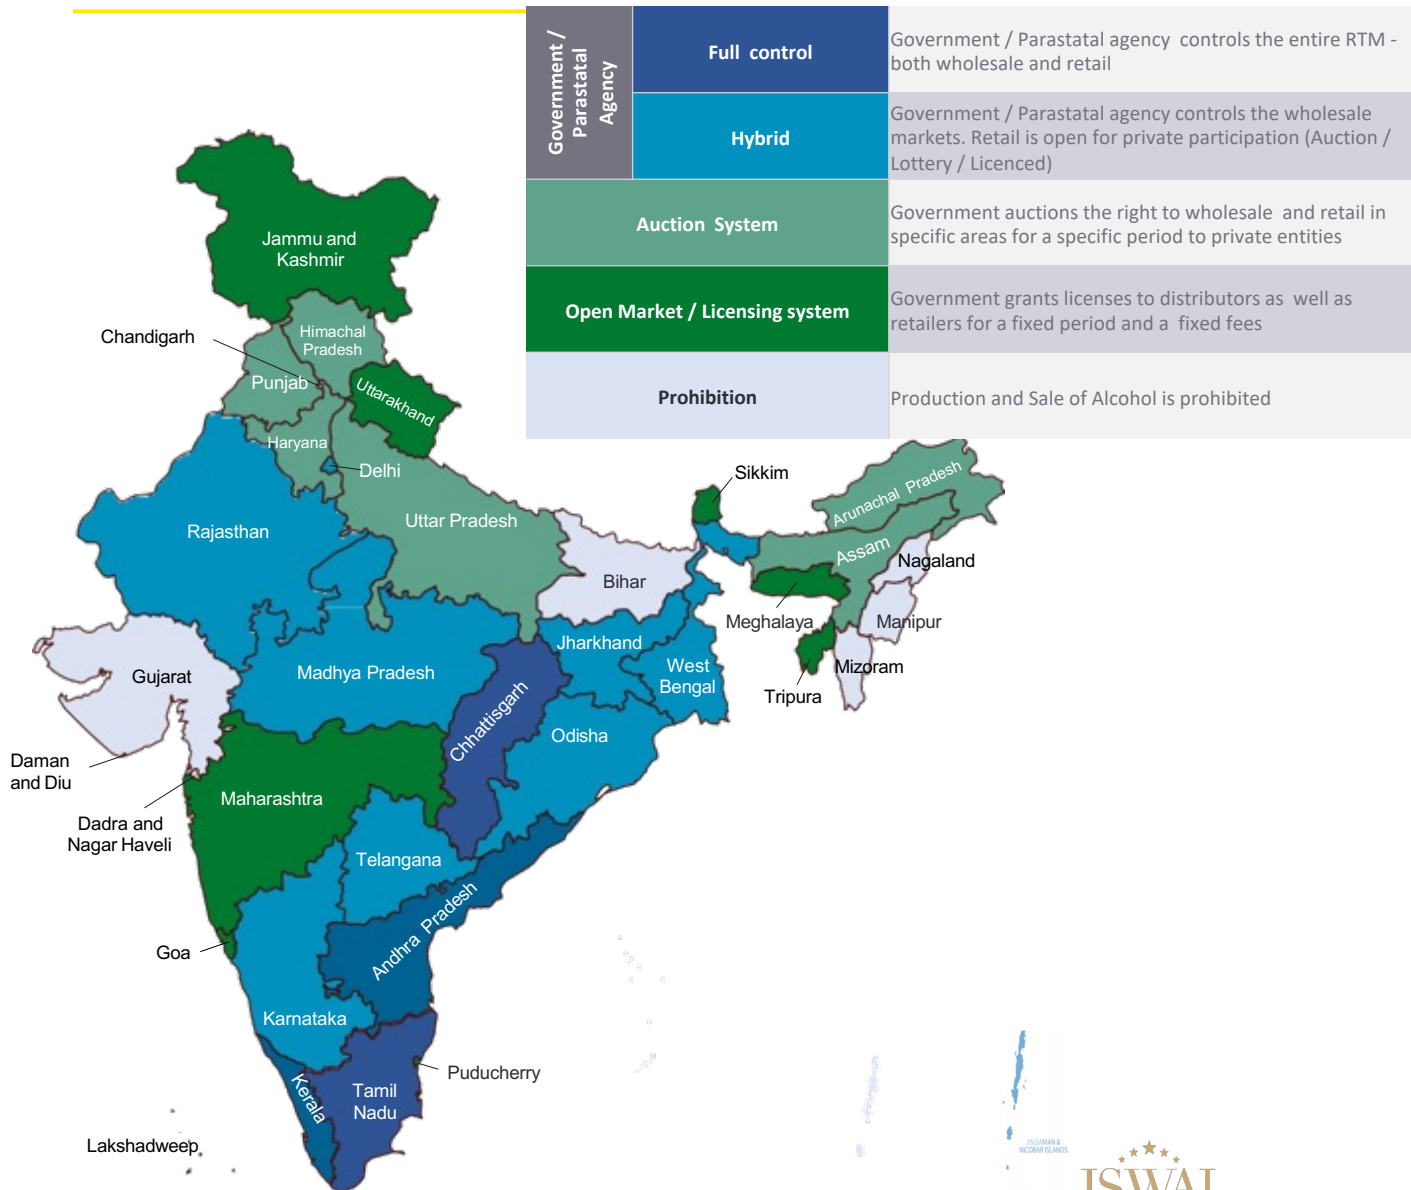 Government /
Parastatal
Agency
Full control
Government / Parastatal agency controls the entire RTM -
both wholesale and retail
Hybrid
Government / Parastatal agency controls the wholesale
markets. Retail is open for private participation (Auction /
Lottery / Licenced)
Auction System
Government auctions the right to wholesale and retail in
specific areas for a specific period to private entities
Open Market / Licensing system
Government grants licenses to distributors as well as
retailers for a fixed period and a fixed fees
Prohibition
Production and Sale of Alcohol is prohibited
Jammu and
Kashmir
Chandigarh
Himachal
Pradesh
Punjab
Uttarakhand
Haryana
Delhi
Sikkim
Arunachal Pradesh
Rajasthan
Uttar Pradesh
Assam
Nagaland
Bihar
Meghalaya
Manipur
Jharkhand
Gujarat
Madhya Pradesh
West
Bengal
Mizoram
Tripura
Chhattisgarh
Odisha
Daman
and Diu
Maharashtra
Dadra and
Nagar Haveli
Telangana
Andhra Pradesh
Goa
Karnataka
Puducherry
Kerala
Tamil
Nadu
Lakshadweep
ANDAMAN &
NICOBAR ISLANDS
ISWAI